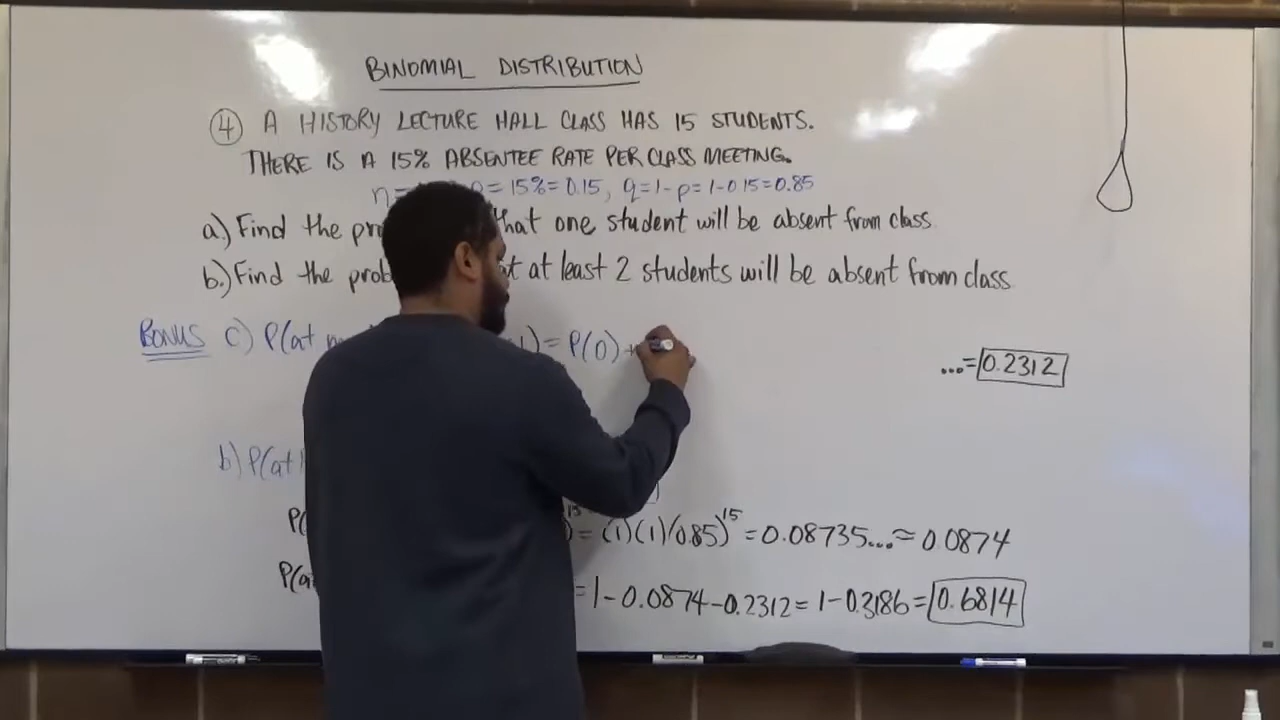 BINOMIAL DISTRIBUTION
④ A HISTORY LECTURE HALL CLASS HAS 15 STUDENTS.
THERE IS A 15% ABSENTEE RATE PER CLASS MEETING.
n= = 15% = 0.15, q=1-p=1-0.15=0.85
a.) Find the that one student will be absent from class.
b.) Find the at least 2 students will be absent from class
BONUS c) P(at = P(0) +
...= 0.2312
b) P(at
P( = (1)(1)(0.85)^15 = 0.08735... ≈ 0.0874
= 1 - 0.0874 - 0.2312 = 1 - 0.3186 = 0.6814